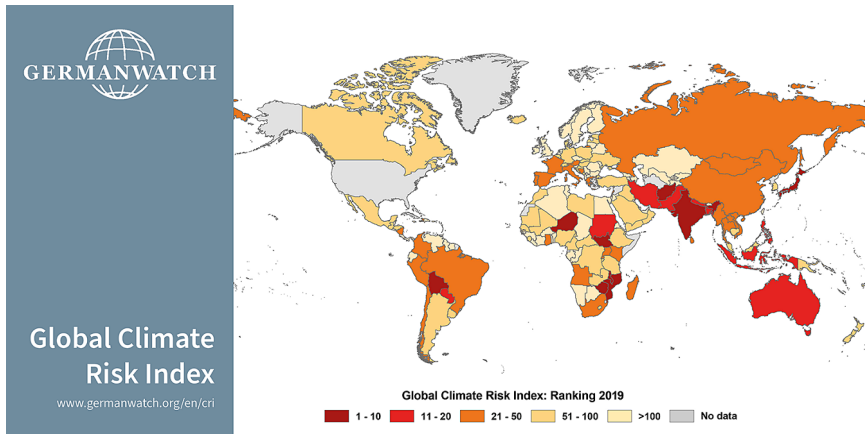 GERMANWATCH
Global Climate
Risk Index
www.germanwatch.org/en/cri
Global Climate Risk Index: Ranking 2019
1 - 10 11 - 20 21 - 50 51 - 100 >100 No data